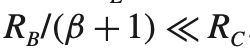 R_B/(β + 1) ≪ R_C